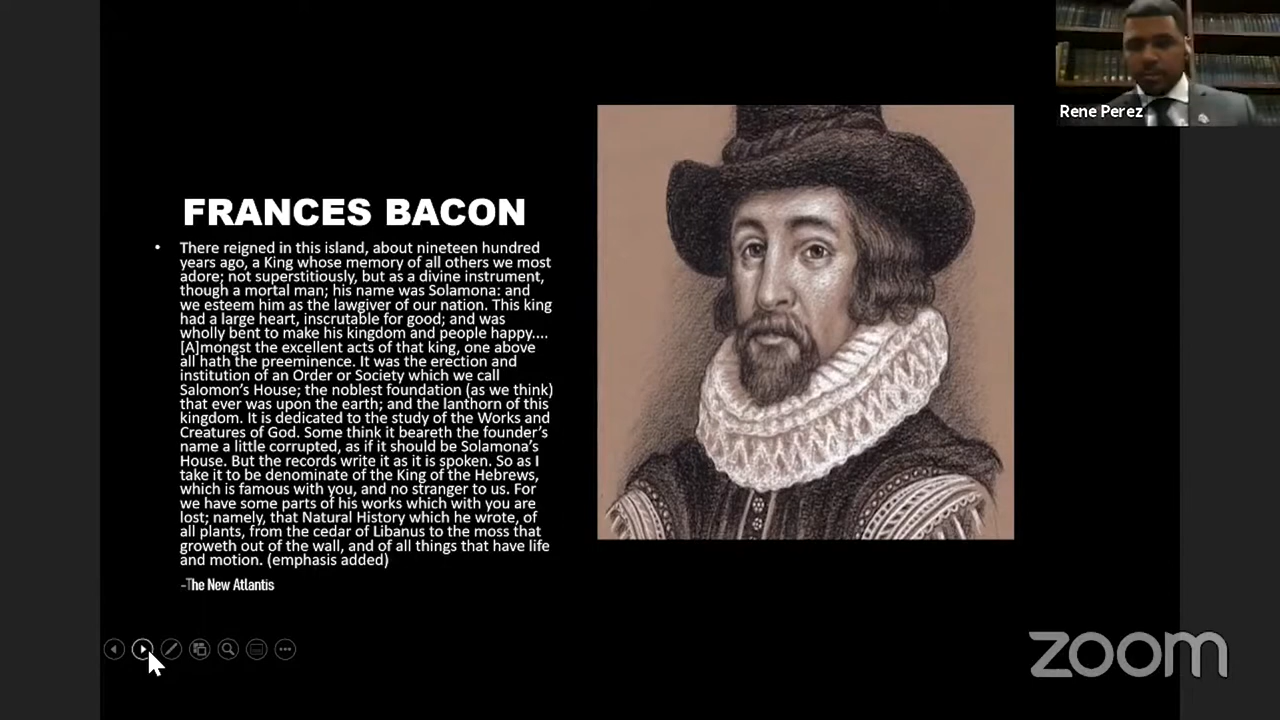 Rene Perez
FRANCES BACON
• There reigned in this island, about nineteen hundred
years ago, a King whose memory of all others we most
adore; not superstitiously, but as a divine instrument,
though a mortal man; his name was Solamona: and
we esteem him as the lawgiver of our nation. This king
had a large heart, inscrutable for good; and was
wholly bent to make his kingdom and people happy....
[A]mongst the excellent acts of that king, one above
all hath the preeminence. It was the erection and
institution of an Order or Society which we call
Salomon's House; the noblest foundation (as we think)
that ever was upon the earth; and the lanthorn of this
kingdom. It is dedicated to the study of the Works and
Creatures of God. Some think it beareth the founder's
name a little corrupted, as if it should be Solamona's
House. But the records write it as it is spoken. So as I
take it to be denominate of the King of the Hebrews,
which is famous with you, and no stranger to us. For
we have some parts of his works which with you are
lost; namely, that Natural History which he wrote, of
all plants, from the cedar of Libanus to the moss that
groweth out of the wall, and of all things that have life
and motion. (emphasis added)
-The New Atlantis
zoom